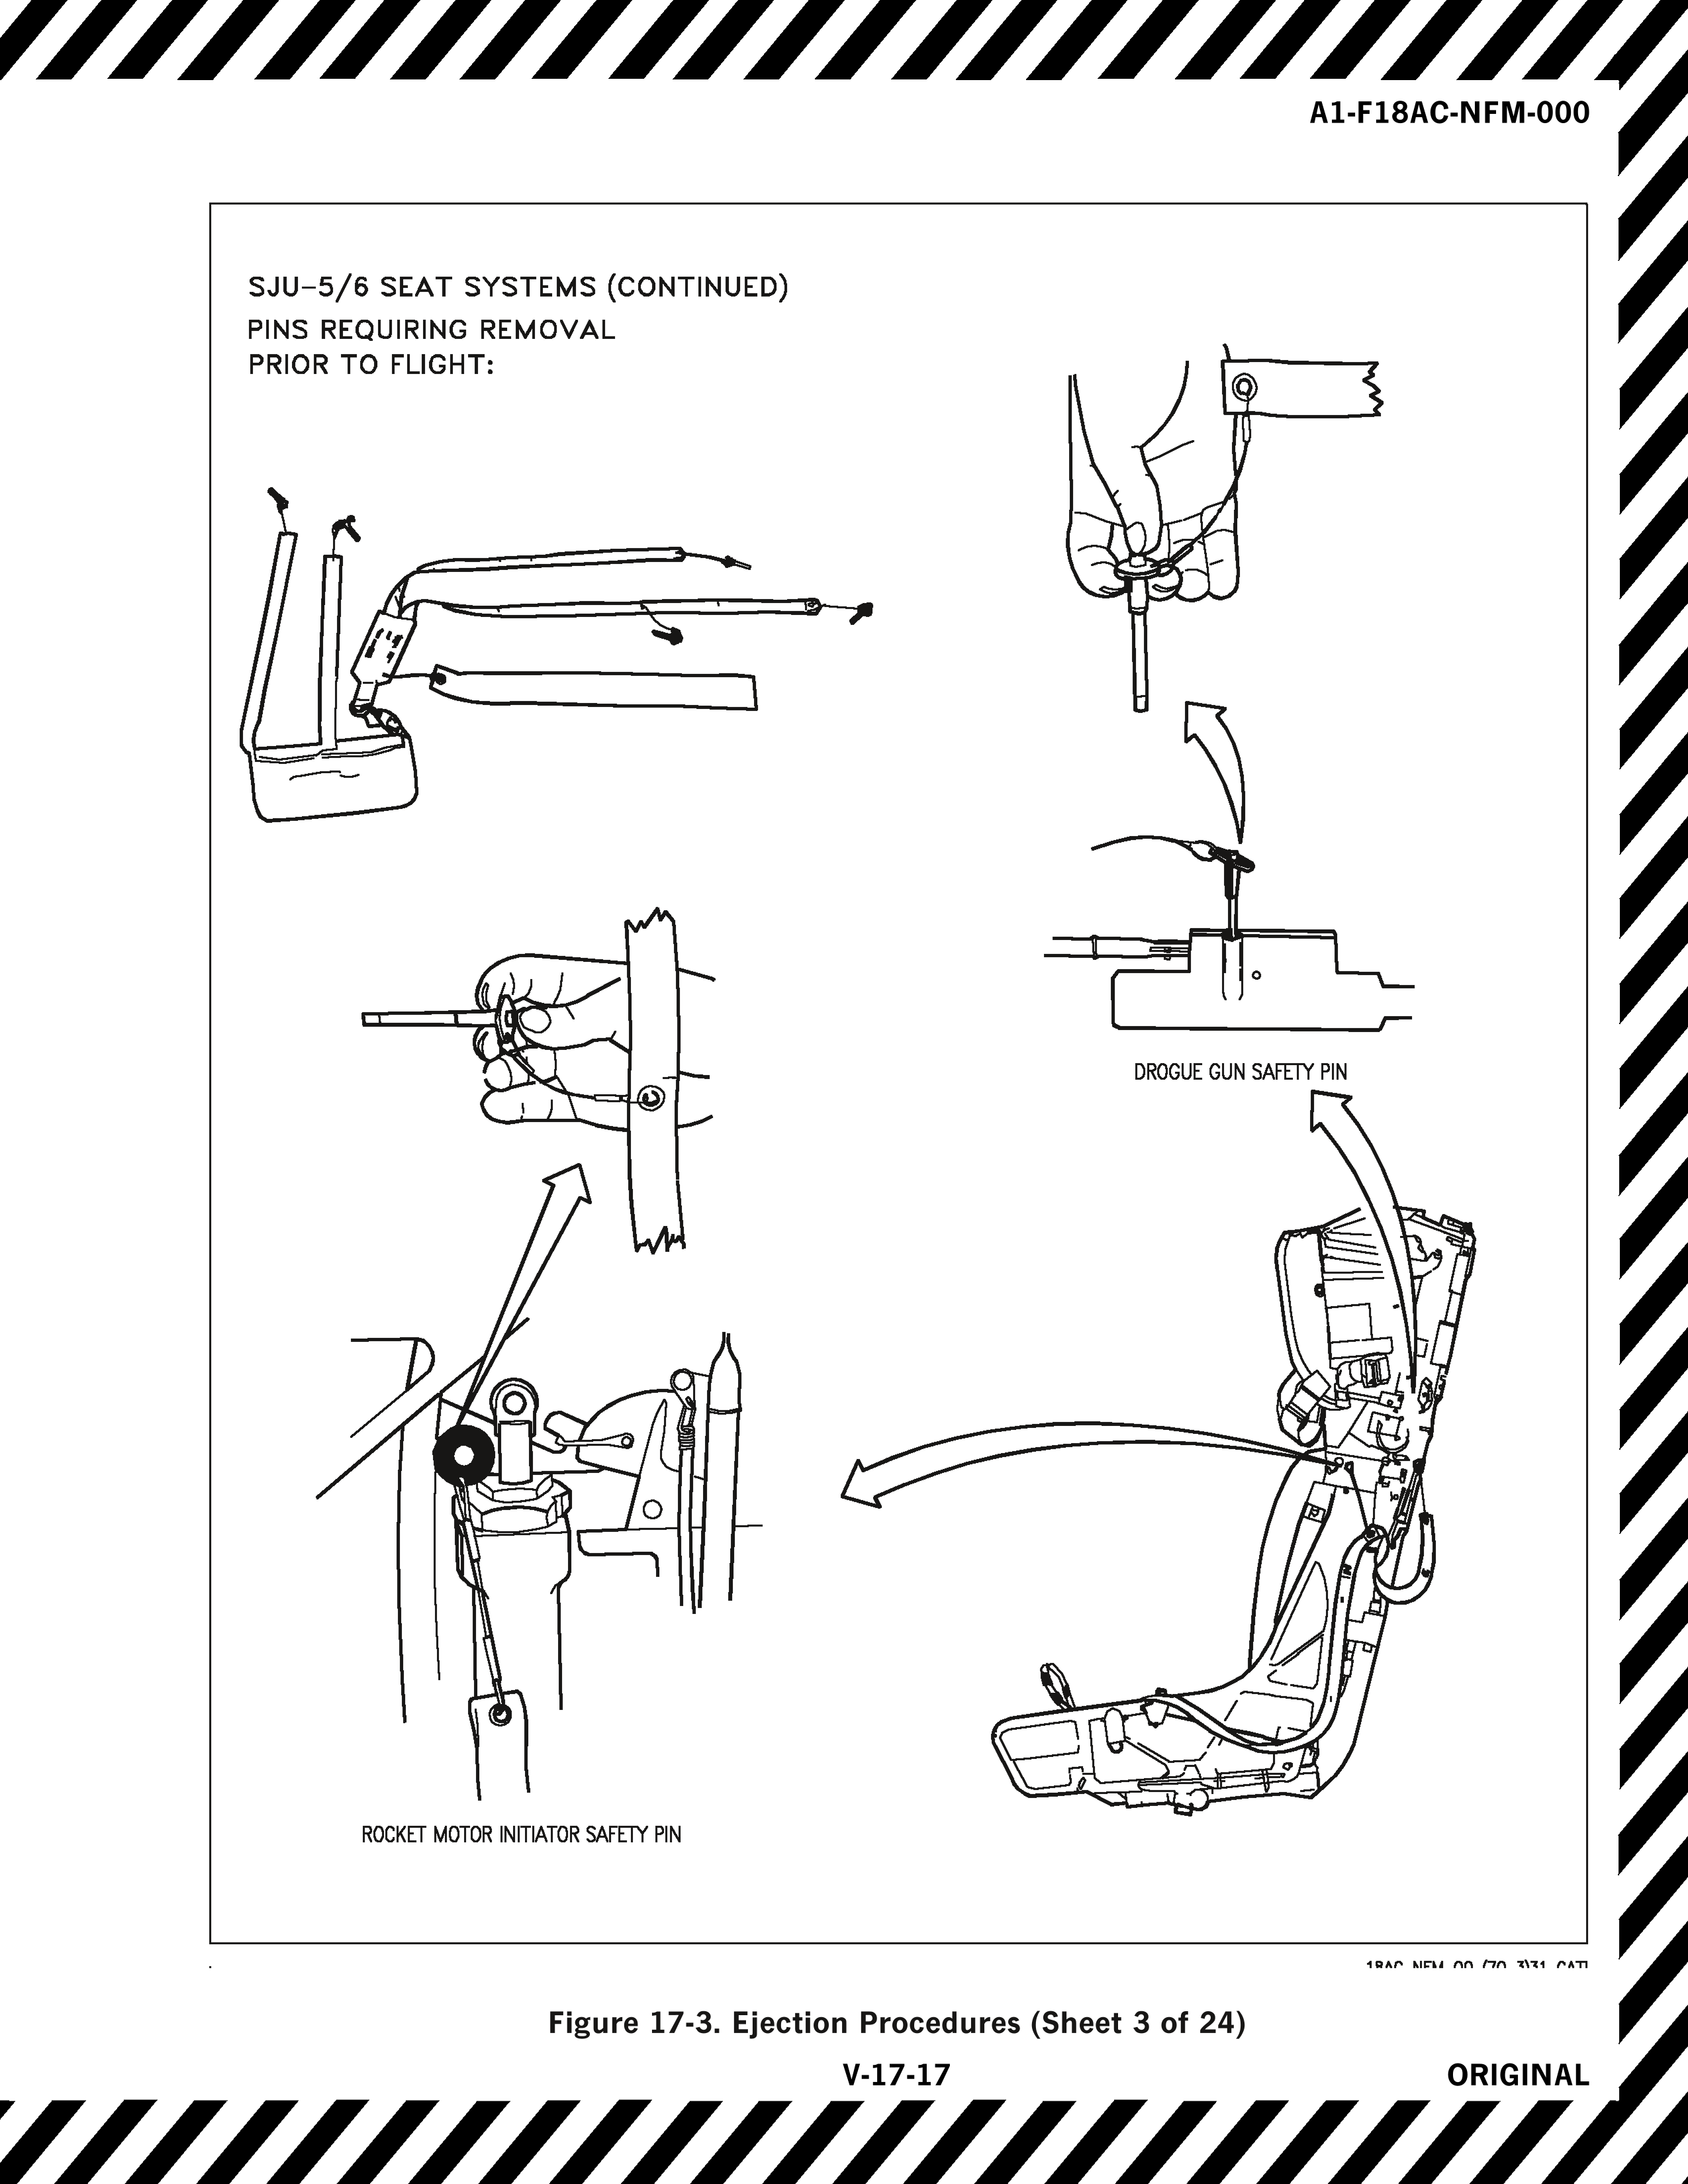 A1-F18AC-NFM-000
SJU-5/6 SEAT SYSTEMS (CONTINUED)
PINS REQUIRING REMOVAL
PRIOR TO FLIGHT:
DROGUE GUN SAFETY PIN
ROCKET MOTOR INITIATOR SAFETY PIN
Figure 17-3. Ejection Procedures (Sheet 3 of 24)
V-17-17
ORIGINAL